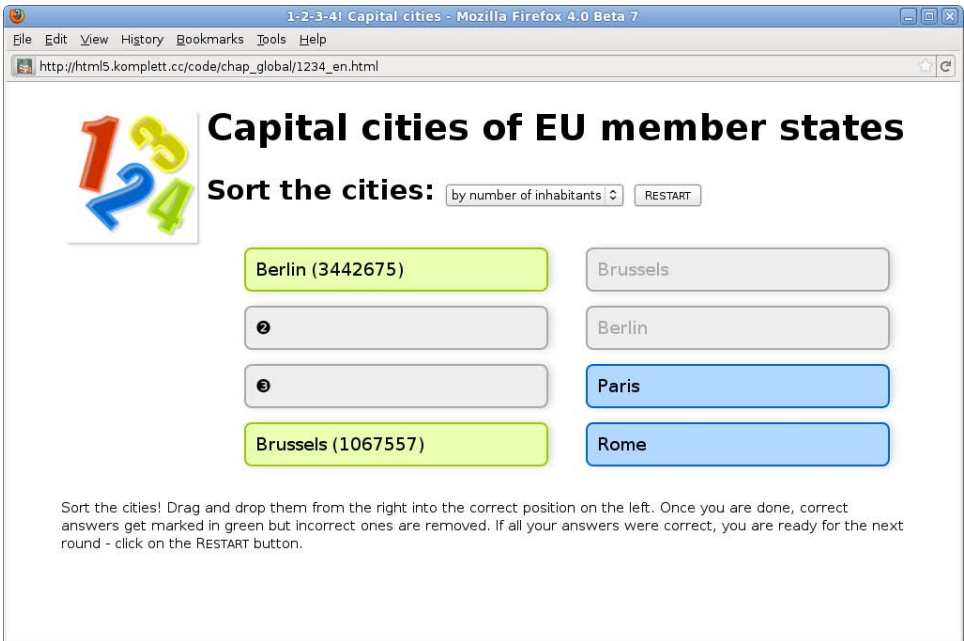 1-2-3-4! Capital cities - Mozilla Firefox 4.0 Beta 7
File Edit View History Bookmarks Tools Help
http://html5.komplett.cc/code/chap_global/1234_en.html
1 2 3 4
Capital cities of EU member states
Sort the cities: by number of inhabitants RESTART
Berlin (3442675) Brussels
❷ Berlin
❸ Paris
Brussels (1067557) Rome
Sort the cities! Drag and drop them from the right into the correct position on the left. Once you are done, correct
answers get marked in green but incorrect ones are removed. If all your answers were correct, you are ready for the next
round - click on the RESTART button.